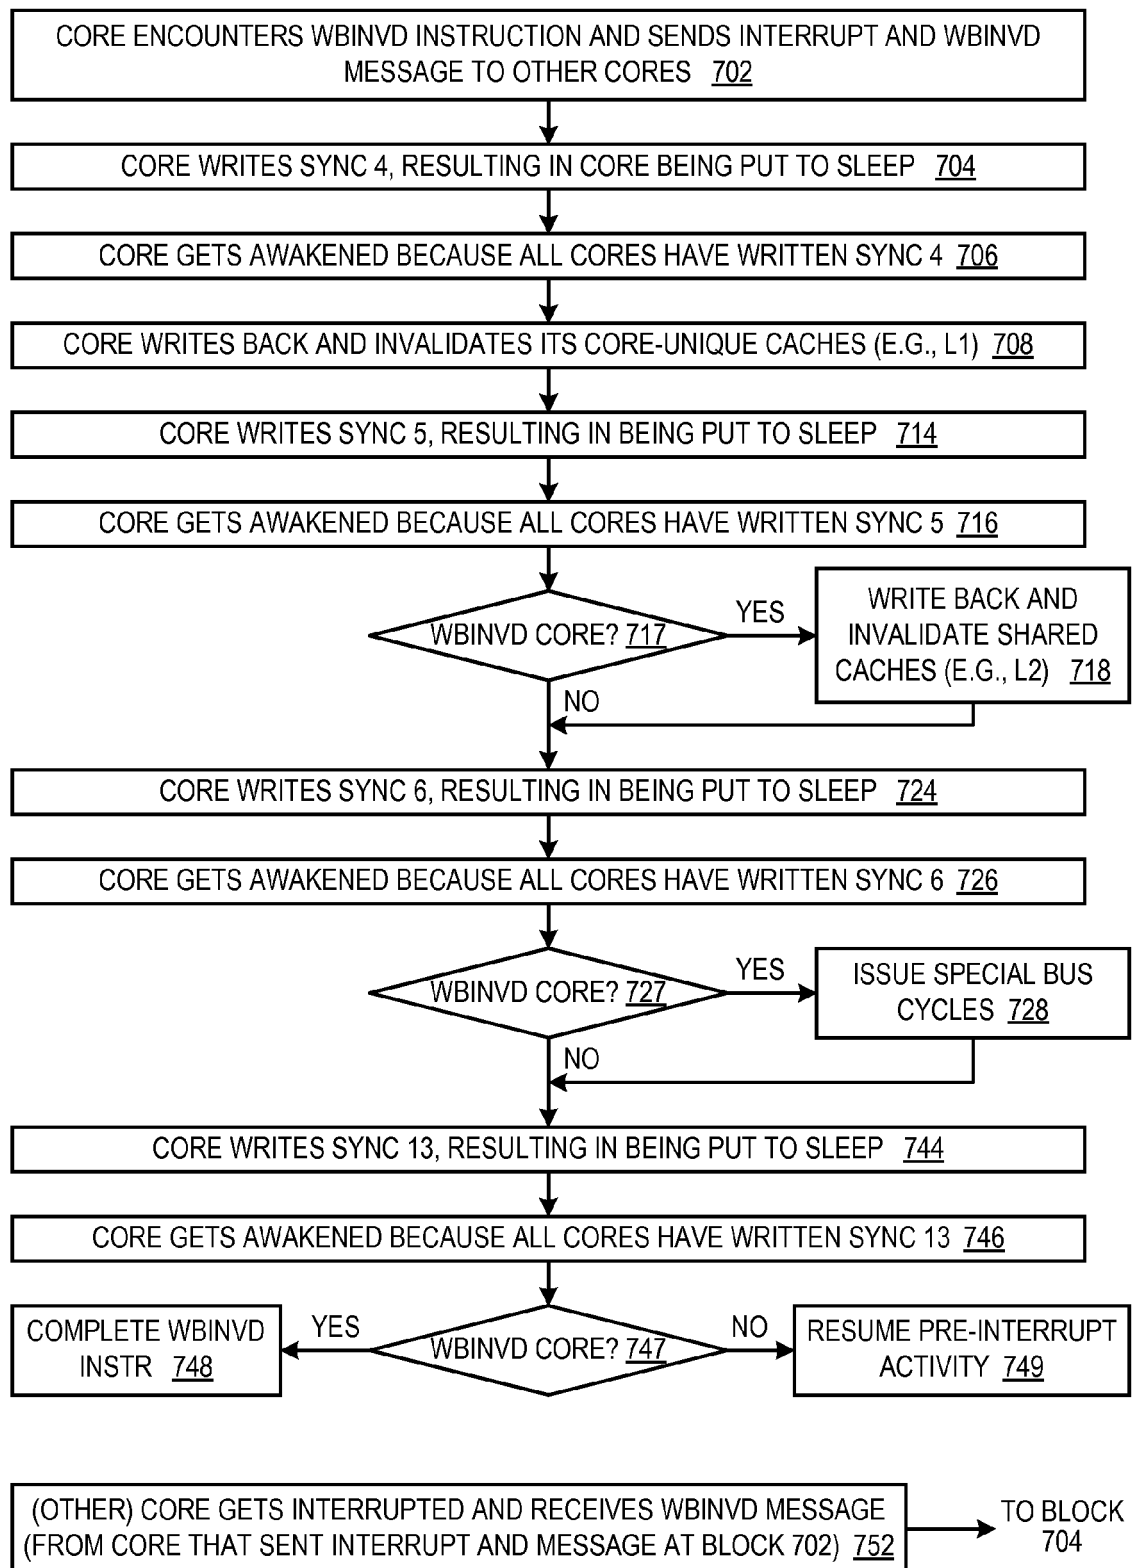 CORE ENCOUNTERS WBINVD INSTRUCTION AND SENDS INTERRUPT AND WBINVD
MESSAGE TO OTHER CORES 702
CORE WRITES SYNC 4, RESULTING IN CORE BEING PUT TO SLEEP 704
CORE GETS AWAKENED BECAUSE ALL CORES HAVE WRITTEN SYNC 4 706
CORE WRITES BACK AND INVALIDATES ITS CORE-UNIQUE CACHES (E.G., L1) 708
CORE WRITES SYNC 5, RESULTING IN BEING PUT TO SLEEP 714
CORE GETS AWAKENED BECAUSE ALL CORES HAVE WRITTEN SYNC 5 716
WBINVD CORE? 717
YES
WRITE BACK AND
INVALIDATE SHARED
CACHES (E.G., L2) 718
NO
CORE WRITES SYNC 6, RESULTING IN BEING PUT TO SLEEP 724
CORE GETS AWAKENED BECAUSE ALL CORES HAVE WRITTEN SYNC 6 726
WBINVD CORE? 727
YES
ISSUE SPECIAL BUS
CYCLES 728
NO
CORE WRITES SYNC 13, RESULTING IN BEING PUT TO SLEEP 744
CORE GETS AWAKENED BECAUSE ALL CORES HAVE WRITTEN SYNC 13 746
COMPLETE WBINVD
INSTR 748
YES
WBINVD CORE? 747
NO
RESUME PRE-INTERRUPT
ACTIVITY 749
(OTHER) CORE GETS INTERRUPTED AND RECEIVES WBINVD MESSAGE
(FROM CORE THAT SENT INTERRUPT AND MESSAGE AT BLOCK 702) 752
TO BLOCK
704